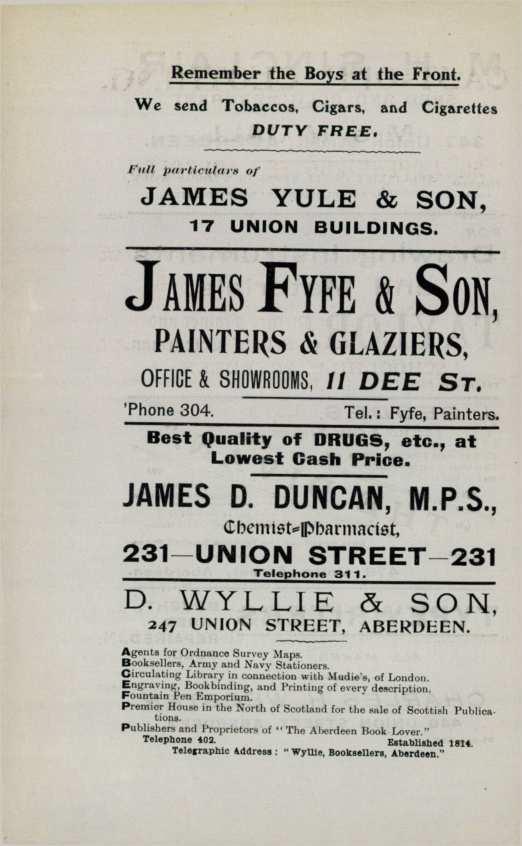 Remember the Boys at the Front.
We send Tobaccos, Cigars, and Cigarettes
DUTY FREE.
Full particulars of
JAMES YULE & SON,
17 UNION BUILDINGS.
JAMES FYFE & SON,
PAINTERS & GLAZIERS,
OFFICE & SHOWROOMS, 11 DEE ST.
'Phone 304. Tel.: Fyfe, Painters.
Best Quality of DRUGS, etc., at
Lowest Cash Price.
JAMES D. DUNCAN, M.P.S.,
Chemist=Pharmacist,
231—UNION STREET—231
Telephone 311.
D. WYLLIE & SON,
247 UNION STREET, ABERDEEN.
Agents for Ordnance Survey Maps.
Booksellers, Army and Navy Stationers.
Circulating Library in connection with Mudie's, of London.
Engraving, Bookbinding, and Printing of every description.
Fountain Pen Emporium.
Premier House in the North of Scotland for the sale of Scottish Publica-
tions.
Publishers and Proprietors of "The Aberdeen Book-Lover."
Telephone 402. Established 1814.
Telegraphic Address: "Wyllie, Booksellers, Aberdeen."